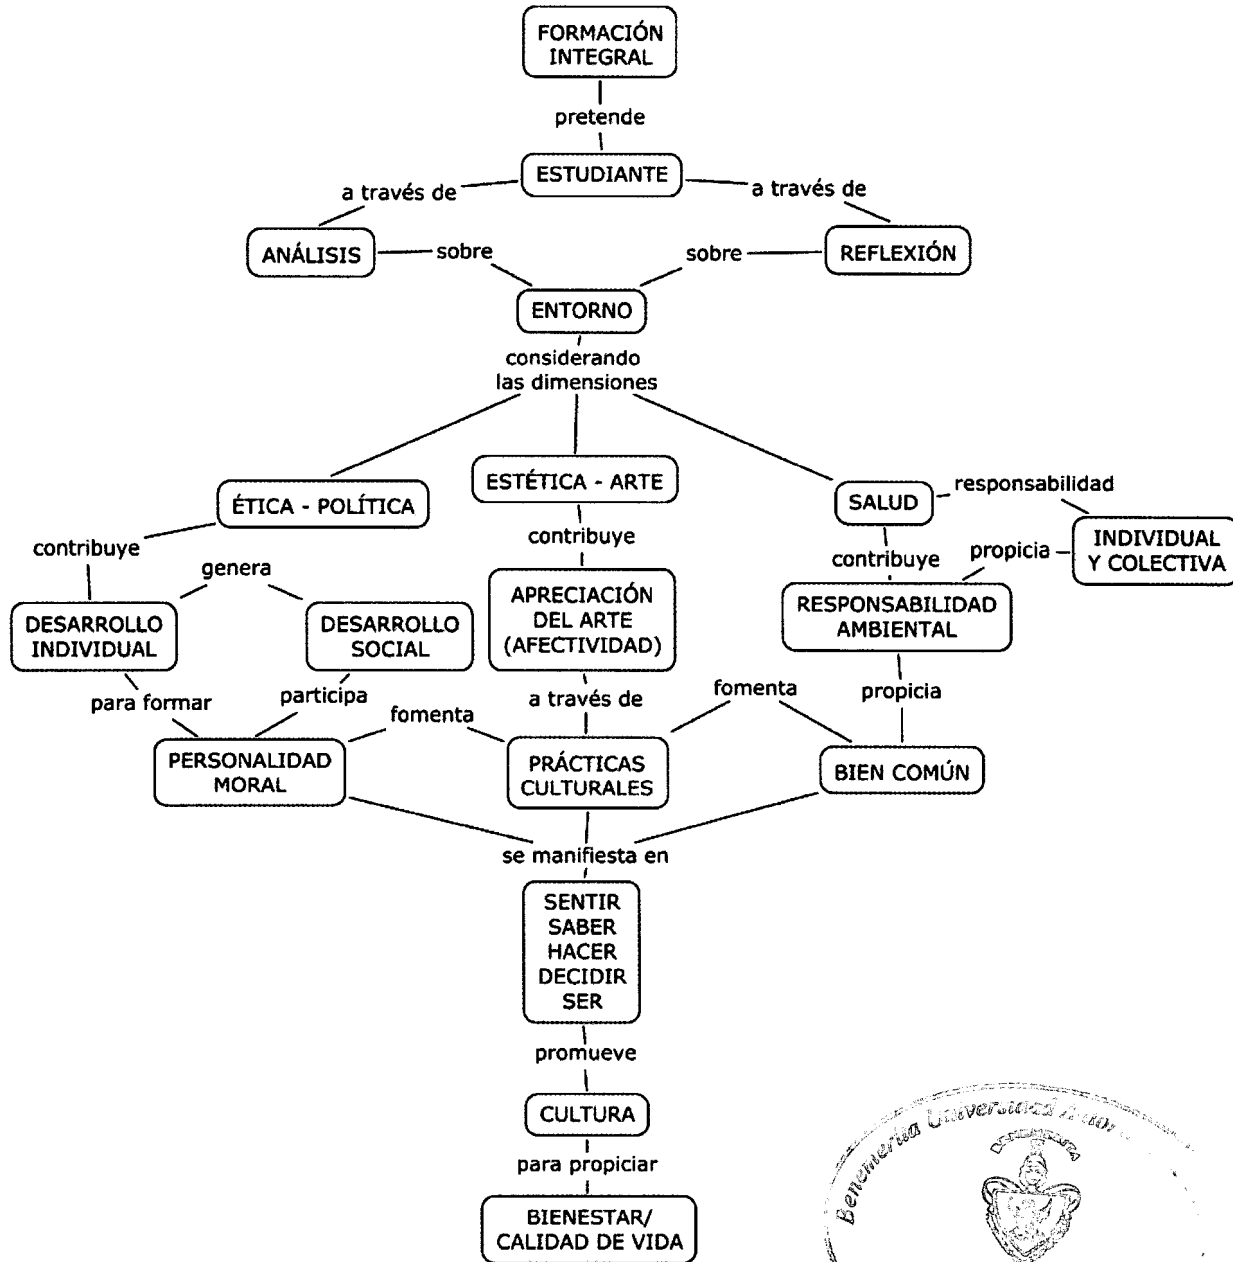 FORMACIÓN
INTEGRAL
pretende
ESTUDIANTE
a través de
a través de
ANÁLISIS
sobre
sobre
REFLEXIÓN
ENTORNO
considerando
las dimensiones
ÉTICA - POLÍTICA
ESTÉTICA - ARTE
SALUD
responsabilidad
INDIVIDUAL
Y COLECTIVA
contribuye
genera
contribuye
contribuye
propicia
DESARROLLO
INDIVIDUAL
DESARROLLO
SOCIAL
APRECIACIÓN
DEL ARTE
(AFECTIVIDAD)
RESPONSABILIDAD
AMBIENTAL
para formar
participa
fomenta
a través de
fomenta
propicia
PERSONALIDAD
MORAL
PRÁCTICAS
CULTURALES
BIEN COMÚN
se manifiesta en
SENTIR
SABER
HACER
DECIDIR
SER
promueve
CULTURA
para propiciar
BIENESTAR/
CALIDAD DE VIDA
Benemérita Universidad